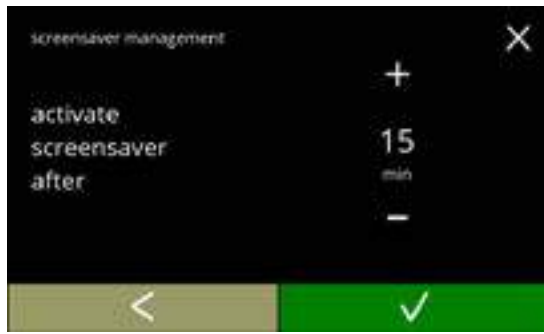 screensaver management
activate
screensaver
after
15
min